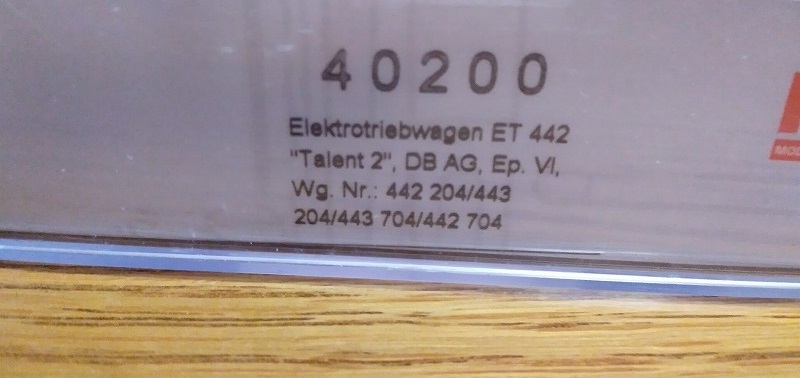 40200
Elektrotriebwagen ET 442
"Talent 2", DB AG, Ep. VI,
Wg. Nr.: 442 204/443
204/443 704/442 704